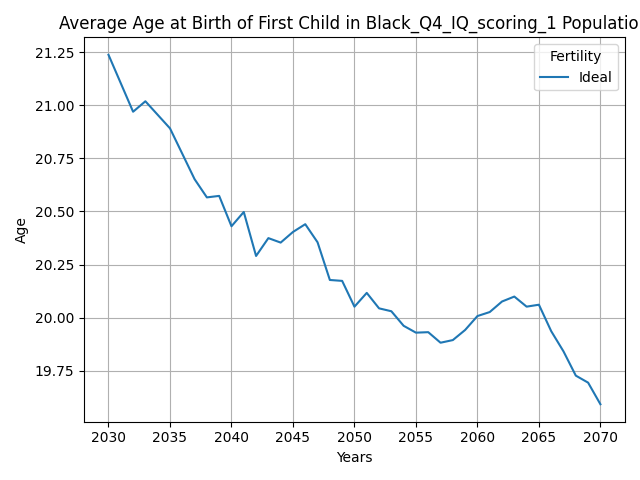 Average Age at Birth of First Child in Black_Q4_IQ_scoring_1 Populatio
Fertility
Ideal
21.25
21.00
20.75
20.50
20.25
20.00
19.75
Age
2030 2035 2040 2045 2050 2055 2060 2065 2070
Years